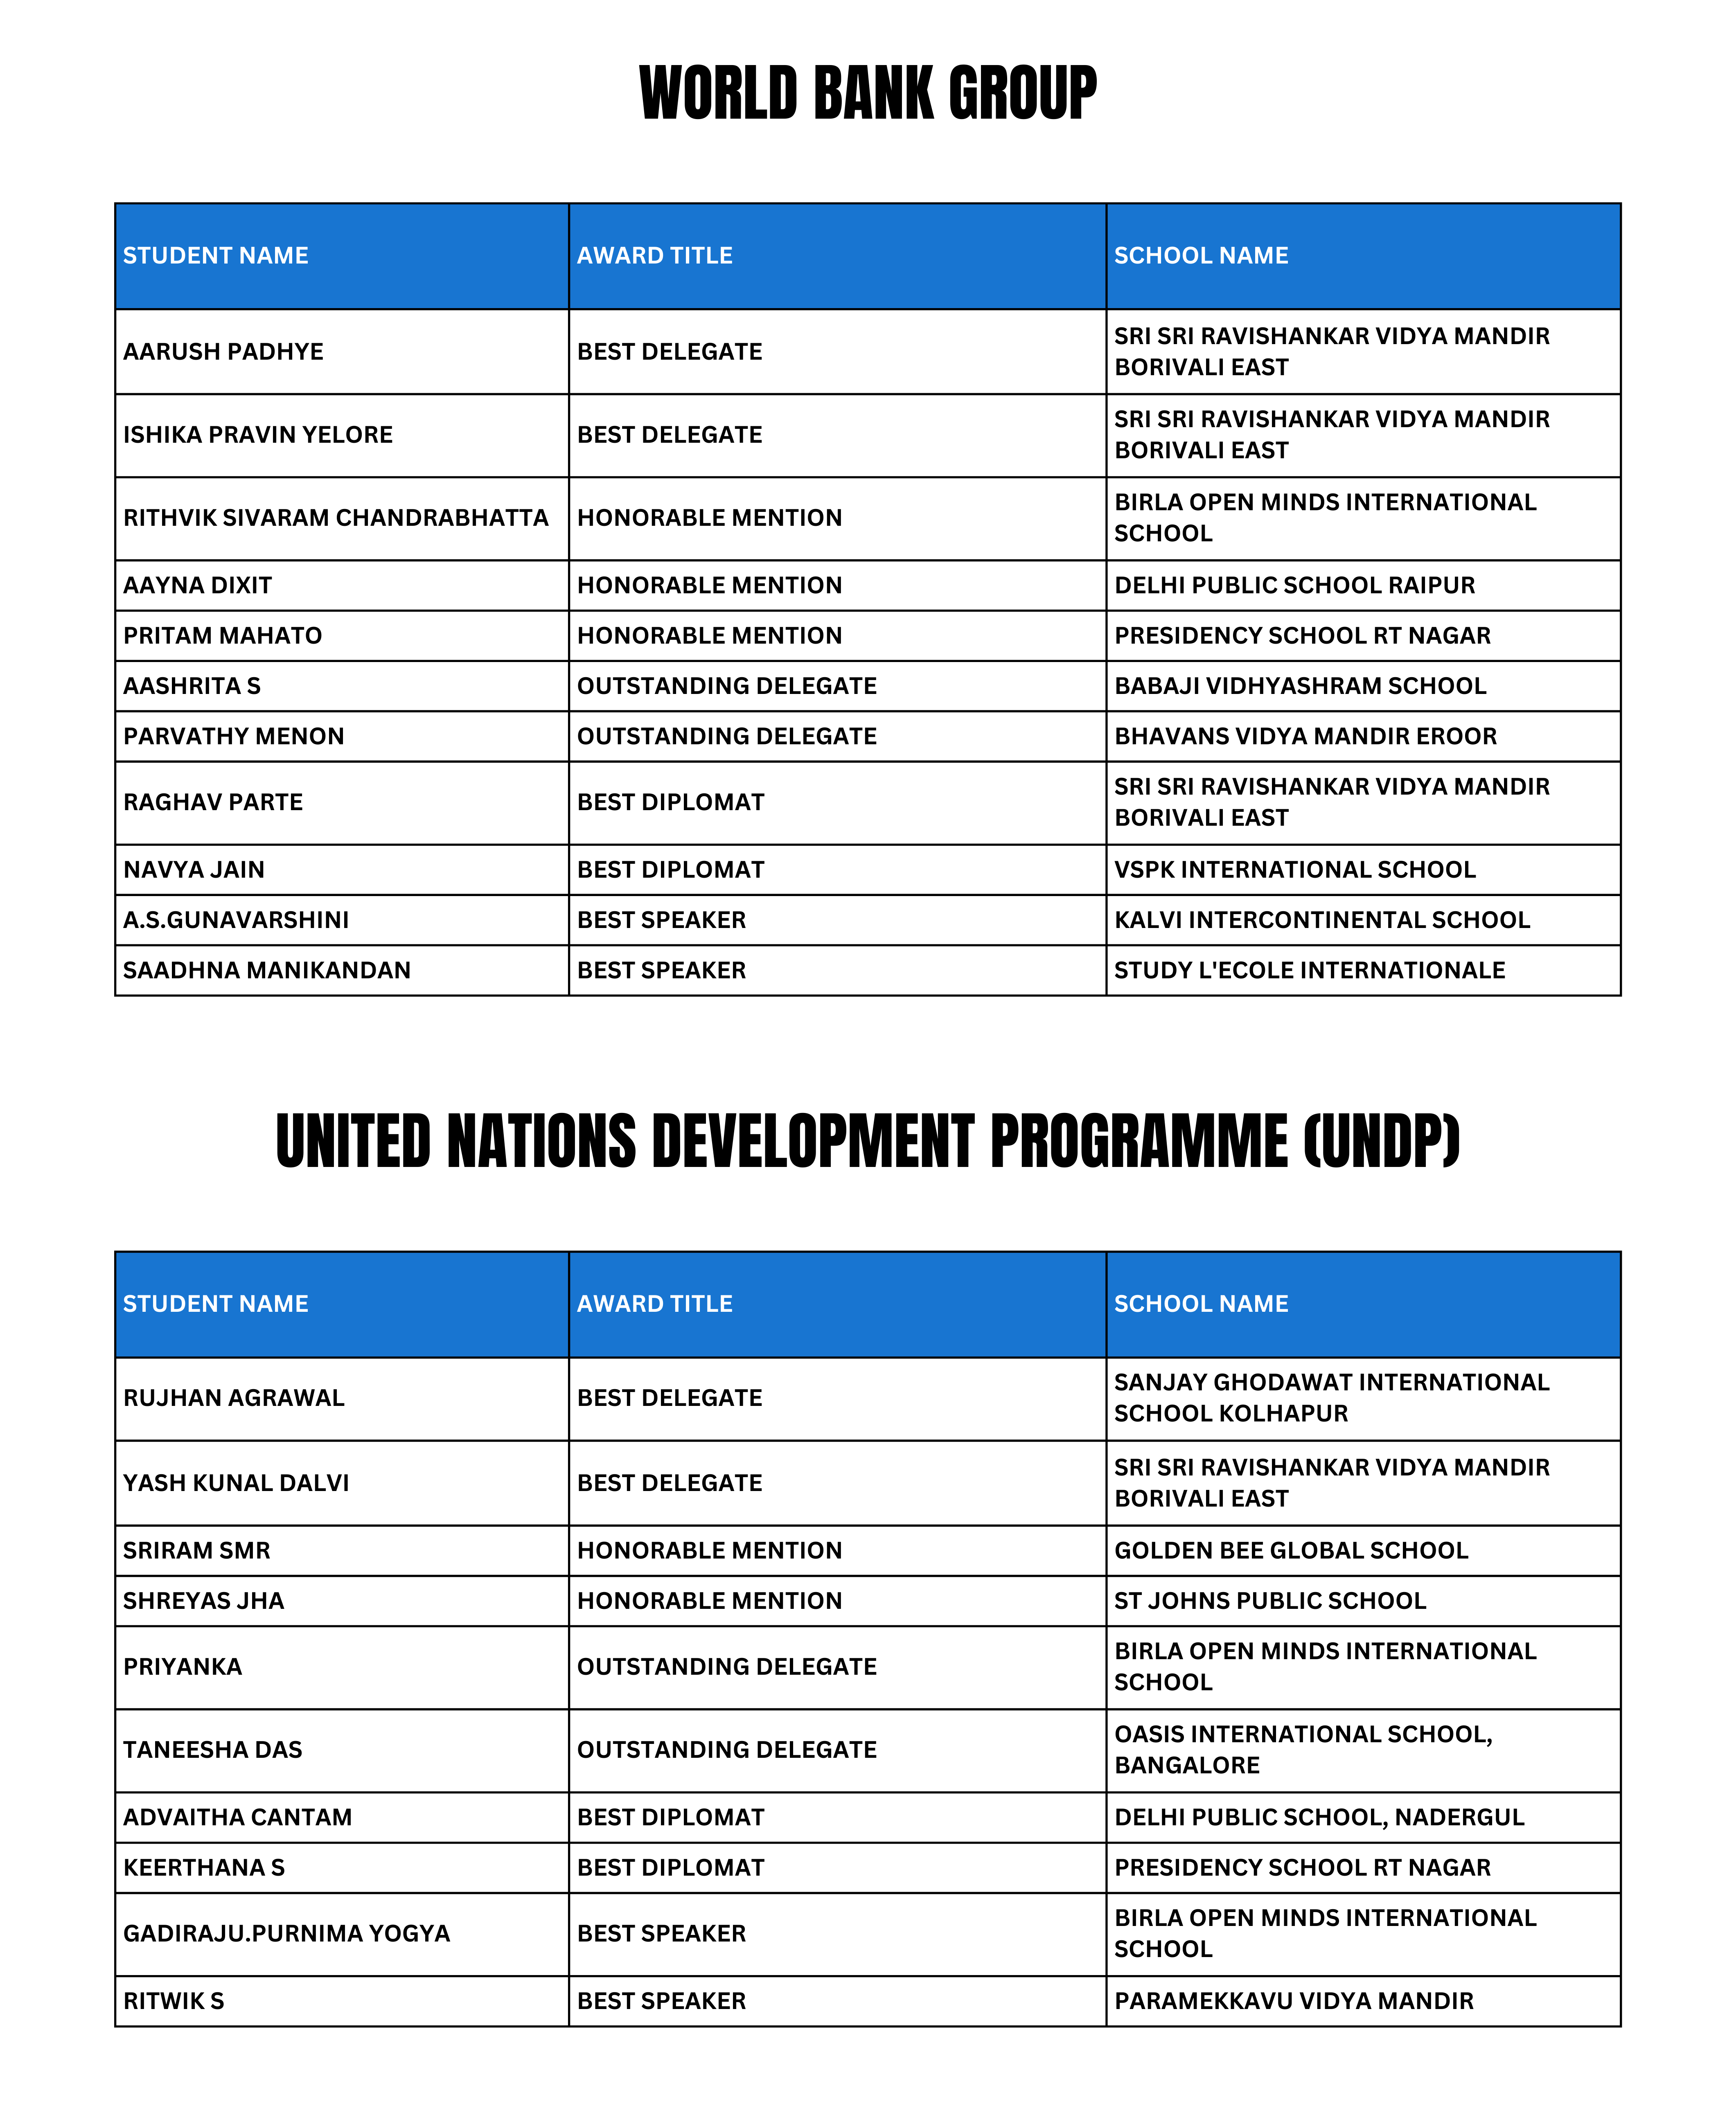 WORLD BANK GROUP
STUDENT NAME AWARD TITLE SCHOOL NAME
AARUSH PADHYE BEST DELEGATE SRI SRI RAVISHANKAR VIDYA MANDIR
BORIVALI EAST
ISHIKA PRAVIN YELORE BEST DELEGATE SRI SRI RAVISHANKAR VIDYA MANDIR
BORIVALI EAST
RITHVIK SIVARAM CHANDRABHATTA HONORABLE MENTION BIRLA OPEN MINDS INTERNATIONAL
SCHOOL
AAYNA DIXIT HONORABLE MENTION DELHI PUBLIC SCHOOL RAIPUR
PRITAM MAHATO HONORABLE MENTION PRESIDENCY SCHOOL RT NAGAR
AASHRITA S OUTSTANDING DELEGATE BABAJI VIDHYASHRAM SCHOOL
PARVATHY MENON OUTSTANDING DELEGATE BHAVANS VIDYA MANDIR EROOR
RAGHAV PARTE BEST DIPLOMAT SRI SRI RAVISHANKAR VIDYA MANDIR
BORIVALI EAST
NAVYA JAIN BEST DIPLOMAT VSPK INTERNATIONAL SCHOOL
A.S.GUNAVARSHINI BEST SPEAKER KALVI INTERCONTINENTAL SCHOOL
SAADHNA MANIKANDAN BEST SPEAKER STUDY L'ECOLE INTERNATIONALE
UNITED NATIONS DEVELOPMENT PROGRAMME (UNDP)
STUDENT NAME AWARD TITLE SCHOOL NAME
RUJHAN AGRAWAL BEST DELEGATE SANJAY GHODAWAT INTERNATIONAL
SCHOOL KOLHAPUR
YASH KUNAL DALVI BEST DELEGATE SRI SRI RAVISHANKAR VIDYA MANDIR
BORIVALI EAST
SRIRAM SMR HONORABLE MENTION GOLDEN BEE GLOBAL SCHOOL
SHREYAS JHA HONORABLE MENTION ST JOHNS PUBLIC SCHOOL
PRIYANKA OUTSTANDING DELEGATE BIRLA OPEN MINDS INTERNATIONAL
SCHOOL
TANEESHA DAS OUTSTANDING DELEGATE OASIS INTERNATIONAL SCHOOL,
BANGALORE
ADVAITHA CANTAM BEST DIPLOMAT DELHI PUBLIC SCHOOL, NADERGUL
KEERTHANA S BEST DIPLOMAT PRESIDENCY SCHOOL RT NAGAR
GADIRAJU.PURNIMA YOGYA BEST SPEAKER BIRLA OPEN MINDS INTERNATIONAL
SCHOOL
RITWIK S BEST SPEAKER PARAMEKKAVU VIDYA MANDIR